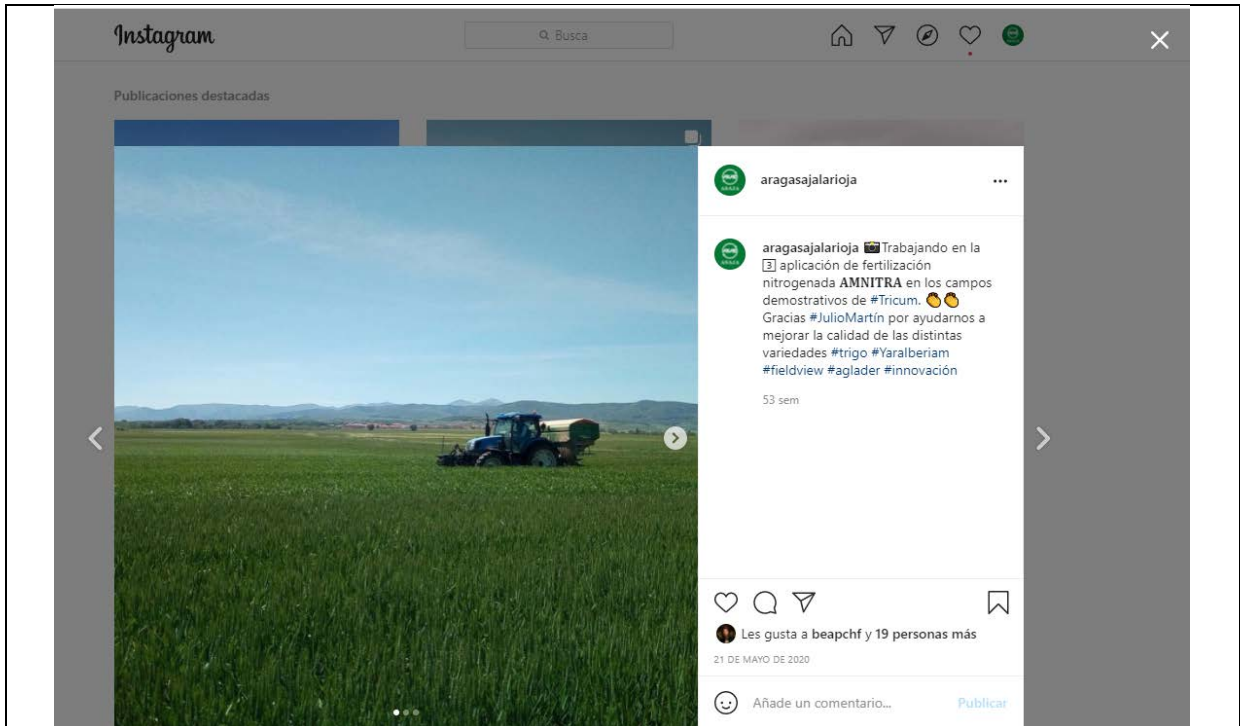 Instagram
Busca
Publicaciones destacadas
aragasajalarioja
aragasajalarioja 📸Trabajando en la
3 aplicación de fertilización
nitrogenada AMNITRA en los campos
demostrativos de #Tricum. 👏👏
Gracias #JulioMartín por ayudarnos a
mejorar la calidad de las distintas
variedades #trigo #YaraIberiam
#fieldview #aglader #innovación
53 sem
Les gusta a beapchf y 19 personas más
21 DE MAYO DE 2020
Añade un comentario...
Publicar